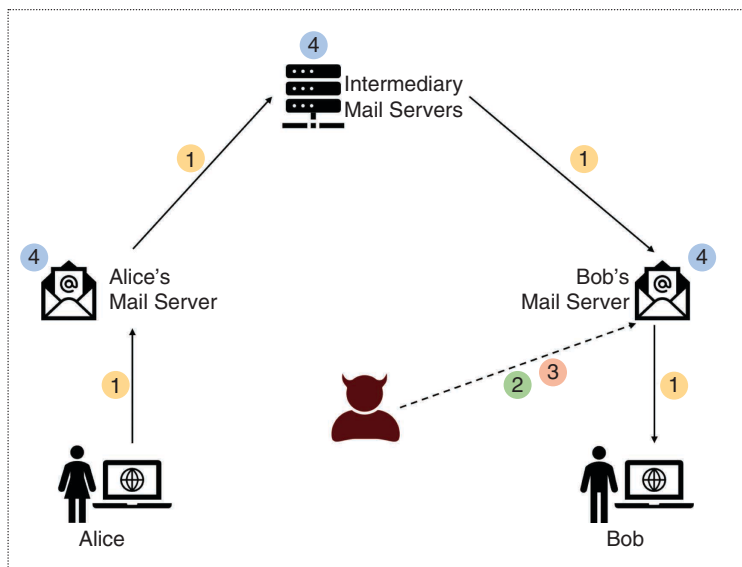 4
Intermediary
Mail Servers
1
1
4
@
Alice's
Mail Server
Bob's
Mail Server
@
4
1
2
3
1
Alice
Bob